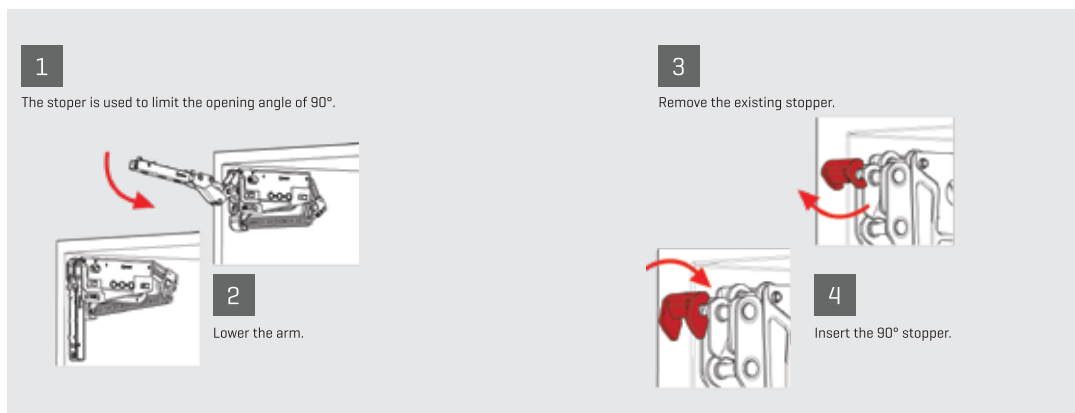 1
The stoper is used to limit the opening angle of 90°.
2
Lower the arm.
3
Remove the existing stopper.
4
Insert the 90° stopper.